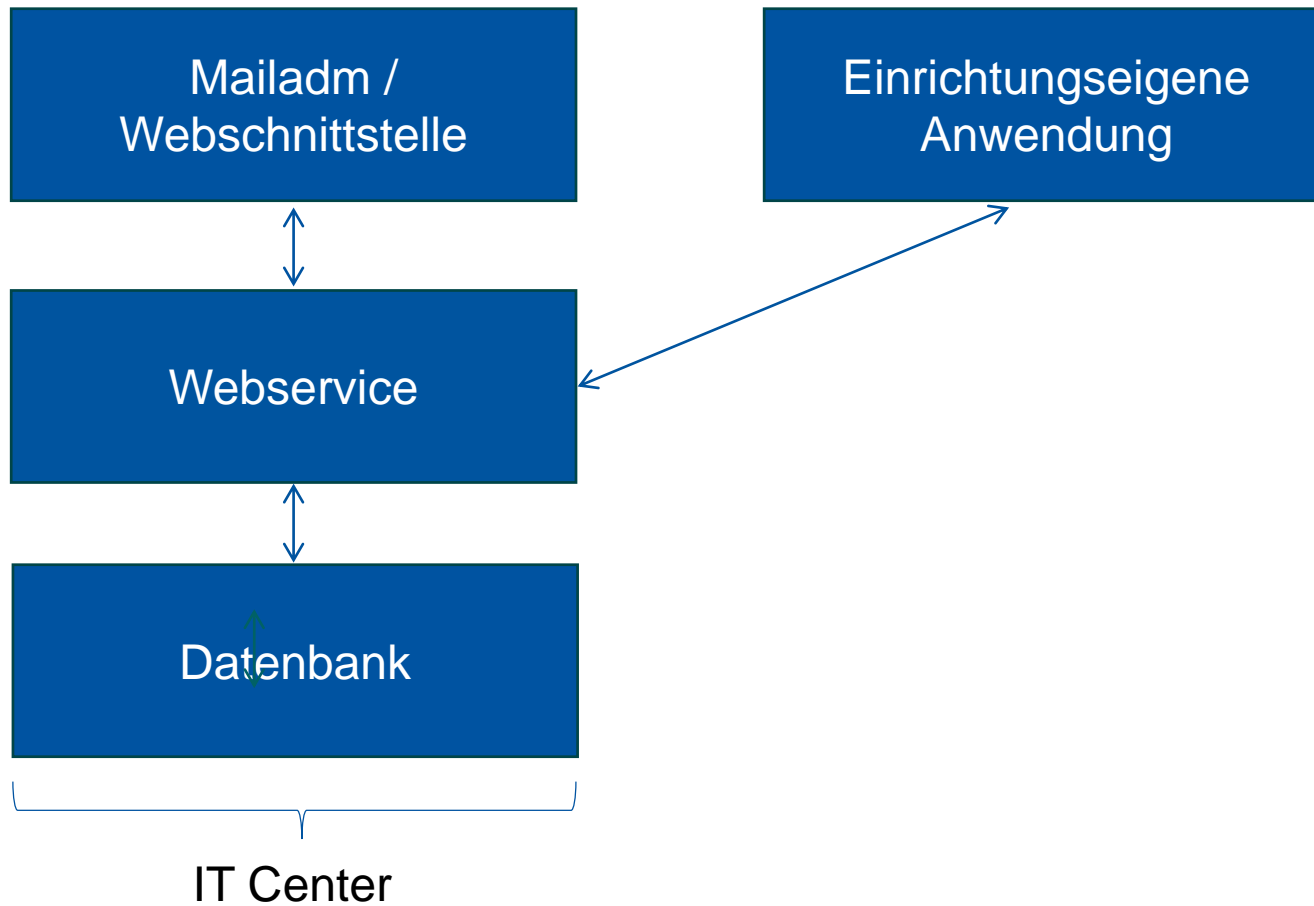 Mailadm /
Webschnittstelle
Einrichtungseigene
Anwendung
Webservice
Datenbank
IT Center